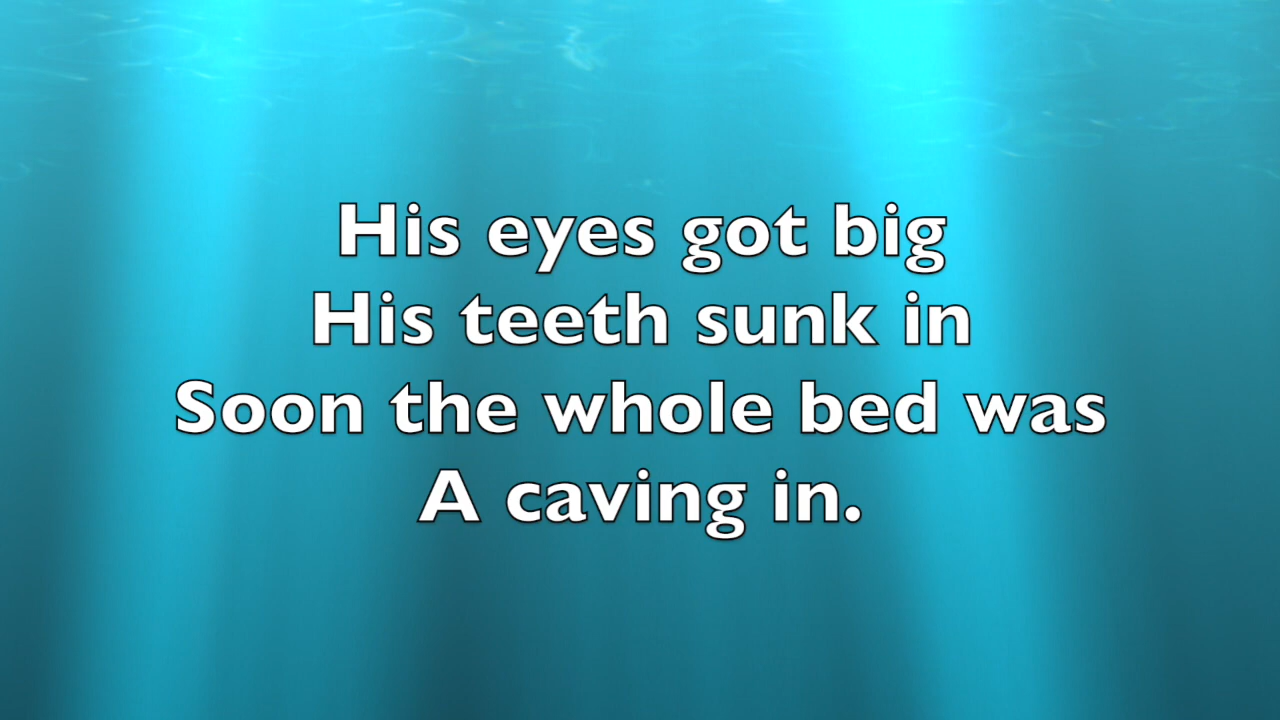 His eyes got big
His teeth sunk in
Soon the whole bed was
A caving in.